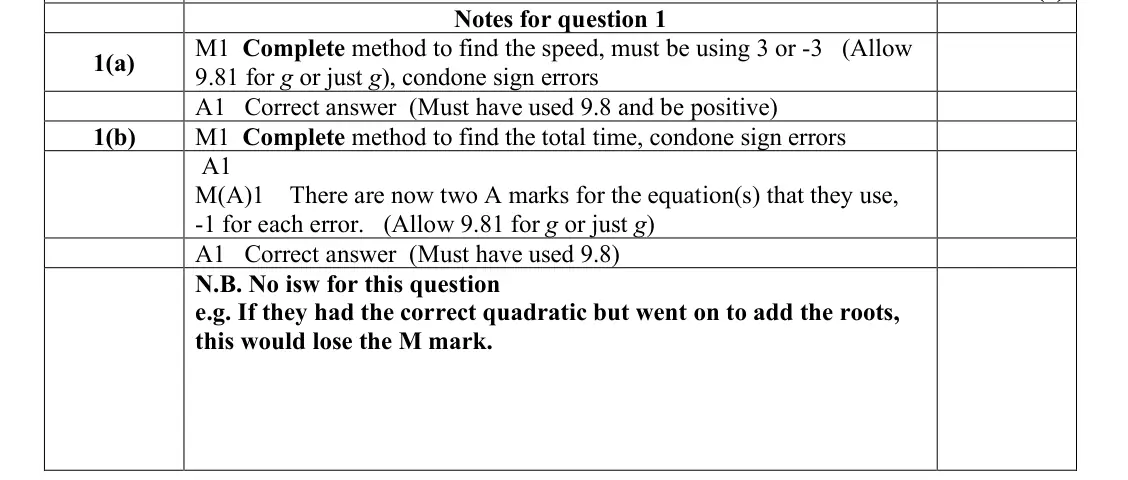 Notes for question 1
1(a)
M1 Complete method to find the speed, must be using 3 or -3 (Allow
9.81 for g or just g), condone sign errors
A1 Correct answer (Must have used 9.8 and be positive)
1(b)
M1 Complete method to find the total time, condone sign errors
A1
M(A)1 There are now two A marks for the equation(s) that they use,
-1 for each error. (Allow 9.81 for g or just g)
A1 Correct answer (Must have used 9.8)
N.B. No isw for this question
e.g. If they had the correct quadratic but went on to add the roots,
this would lose the M mark.